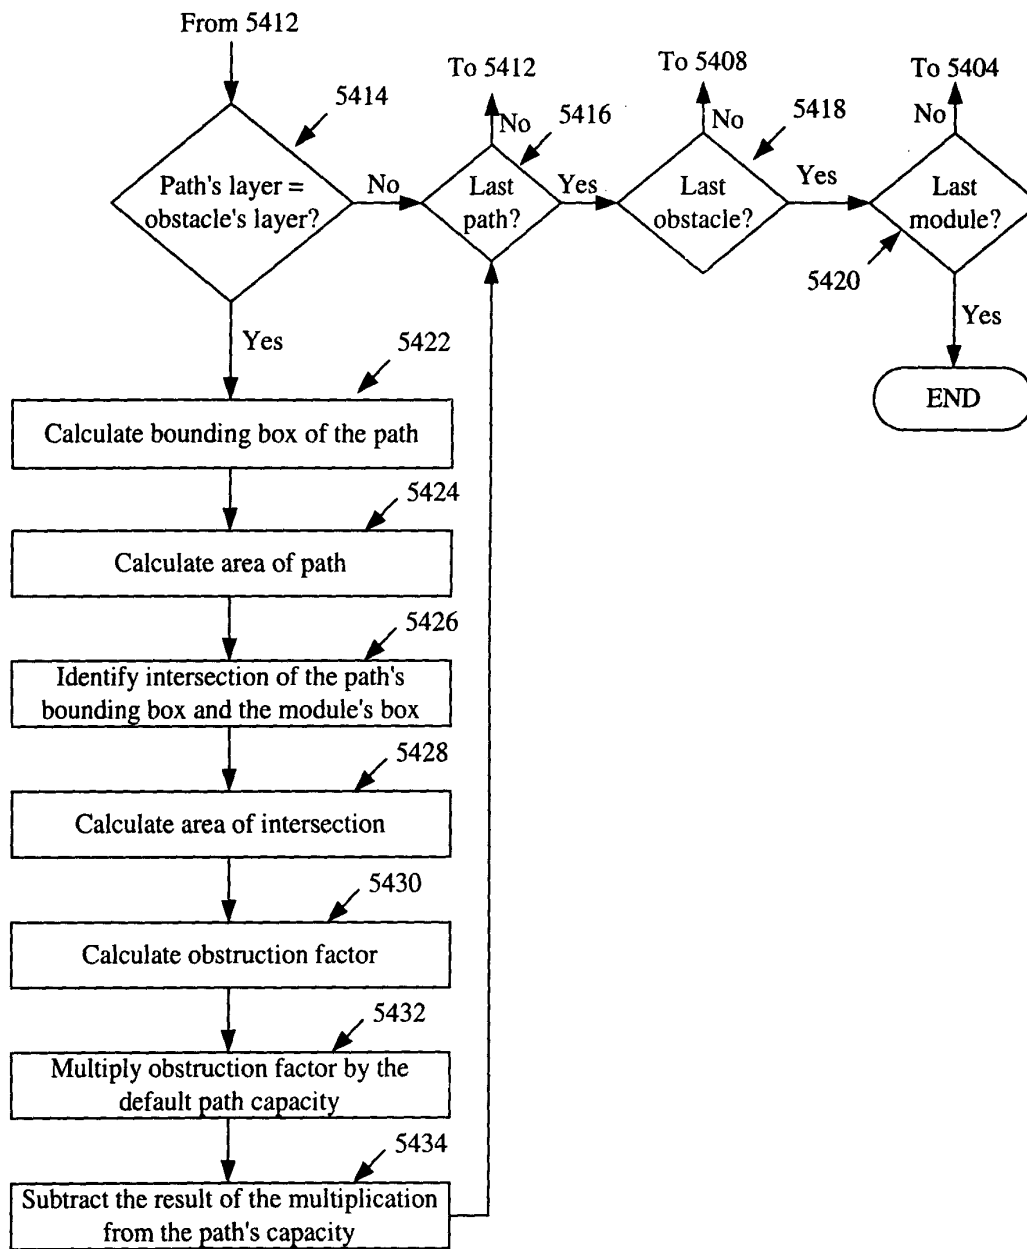 From 5412
5414
Path's layer =
obstacle's layer?
No
Yes
To 5412
No
5416
Last
path?
Yes
To 5408
No
5418
Last
obstacle?
Yes
To 5404
No
Last
module?
5420
Yes
END
5422
Calculate bounding box of the path
5424
Calculate area of path
5426
Identify intersection of the path's
bounding box and the module's box
5428
Calculate area of intersection
5430
Calculate obstruction factor
5432
Multiply obstruction factor by the
default path capacity
5434
Subtract the result of the multiplication
from the path's capacity